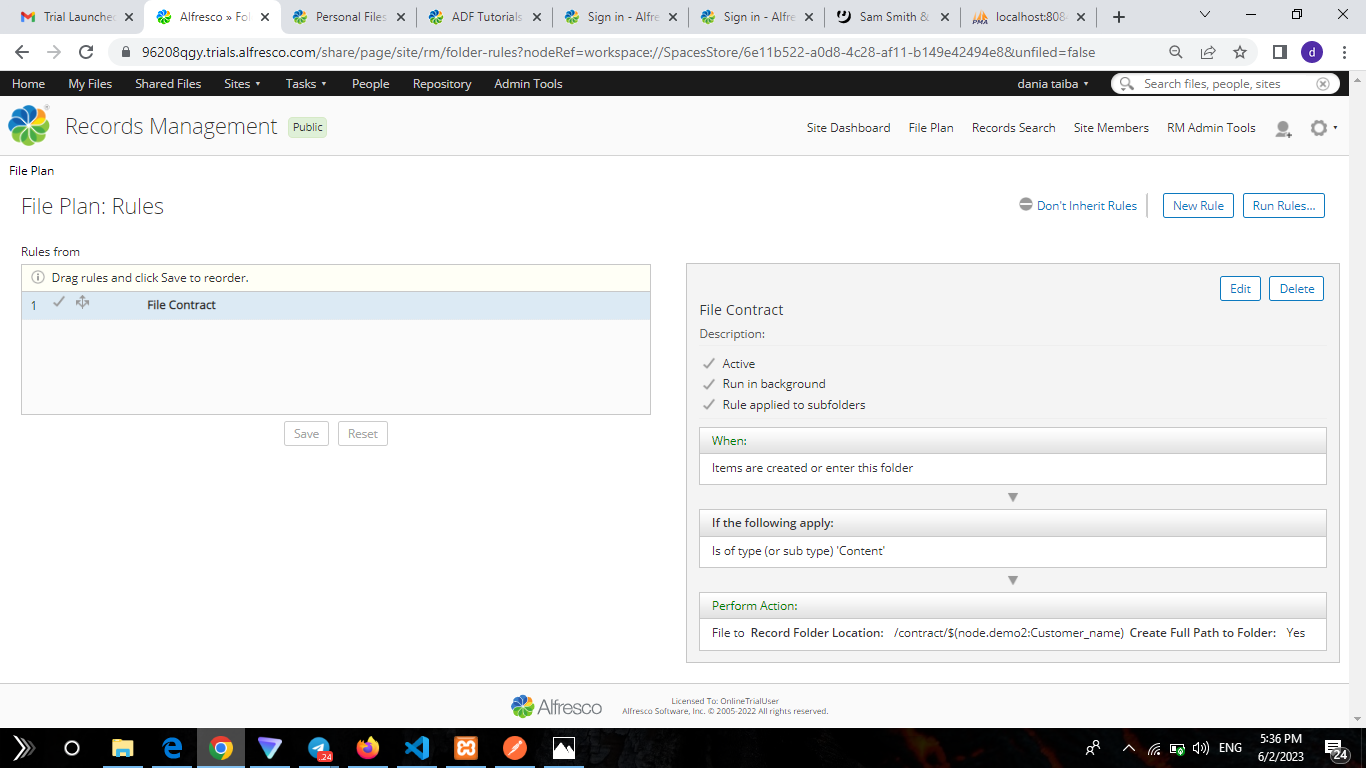 Trial Launched
Alfresco » Fol
Personal Files
ADF Tutorials
Sign in - Alfre
Sign in - Alfre
Sam Smith &
localhost:808
96208qgy.trials.alfresco.com/share/page/site/rm/folder-rules?nodeRef=workspace://SpacesStore/6e11b522-a0d8-4c28-af11-b149e42494e8&unfiled=false
d
Home My Files Shared Files Sites Tasks People Repository Admin Tools dania taiba Search files, people, sites
Records Management Public Site Dashboard File Plan Records Search Site Members RM Admin Tools
File Plan
File Plan: Rules
Don't Inherit Rules New Rule Run Rules...
Rules from
Drag rules and click Save to reorder.
1 File Contract
Save Reset
Edit Delete
File Contract
Description:
Active
Run in background
Rule applied to subfolders
When:
Items are created or enter this folder
If the following apply:
Is of type (or sub type) 'Content'
Perform Action:
File to Record Folder Location: /contract/$(node.demo2:Customer_name) Create Full Path to Folder: Yes
Alfresco
Licensed To: OnlineTrialUser
Alfresco Software, Inc. © 2005-2022 All rights reserved.
24
ENG
5:36 PM
6/2/2023
24